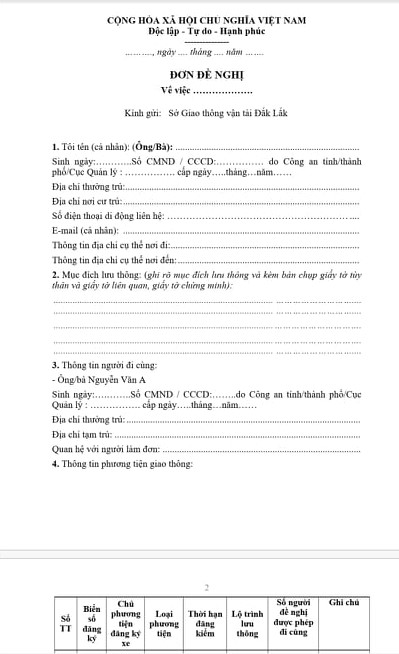 CỘNG HÒA XÃ HỘI CHỦ NGHĨA VIỆT NAM
Độc lập - Tự do - Hạnh phúc
……..., ngày .... tháng .... năm .......
ĐƠN ĐỀ NGHỊ
Về việc ………………
Kính gửi: Sở Giao thông vận tải Đắk Lắk
1. Tôi tên (cá nhân): (Ông/Bà): ..............................
Sinh ngày:…………Số CMND / CCCD:…………… do Công an tỉnh/thành
phố/Cục Quản lý : …………… cấp ngày…..tháng…năm……
Địa chỉ thường trú:..............................
Địa chỉ nơi cư trú:..............................
Số điện thoại di động liên hệ: ..............................
E-mail (cá nhân): ..............................
Thông tin địa chỉ cụ thể nơi đi:..............................
Thông tin địa chỉ cụ thể nơi đến:..............................
2. Mục đích lưu thông: (ghi rõ mục đích lưu thông và kèm bản chụp giấy tờ tùy
thân và giấy tờ liên quan, giấy tờ chứng minh):
..............................
..............................
..............................
..............................
..............................
3. Thông tin người đi cùng:
- Ông/bà Nguyễn Văn A
Sinh ngày:…………Số CMND / CCCD:……..do Công an tỉnh/thành phố/Cục
Quản lý : …………… cấp ngày…..tháng…năm……
Địa chỉ thường trú: ..............................
Địa chỉ tạm trú: ..............................
Quan hệ với người làm đơn: ..............................
4. Thông tin phương tiện giao thông:
2
Số TT
Biển số đăng ký
Chủ phương tiện đăng ký xe
Loại phương tiện
Thời hạn đăng kiểm
Lộ trình lưu thông
Số người đề nghị được phép đi cùng
Ghi chú